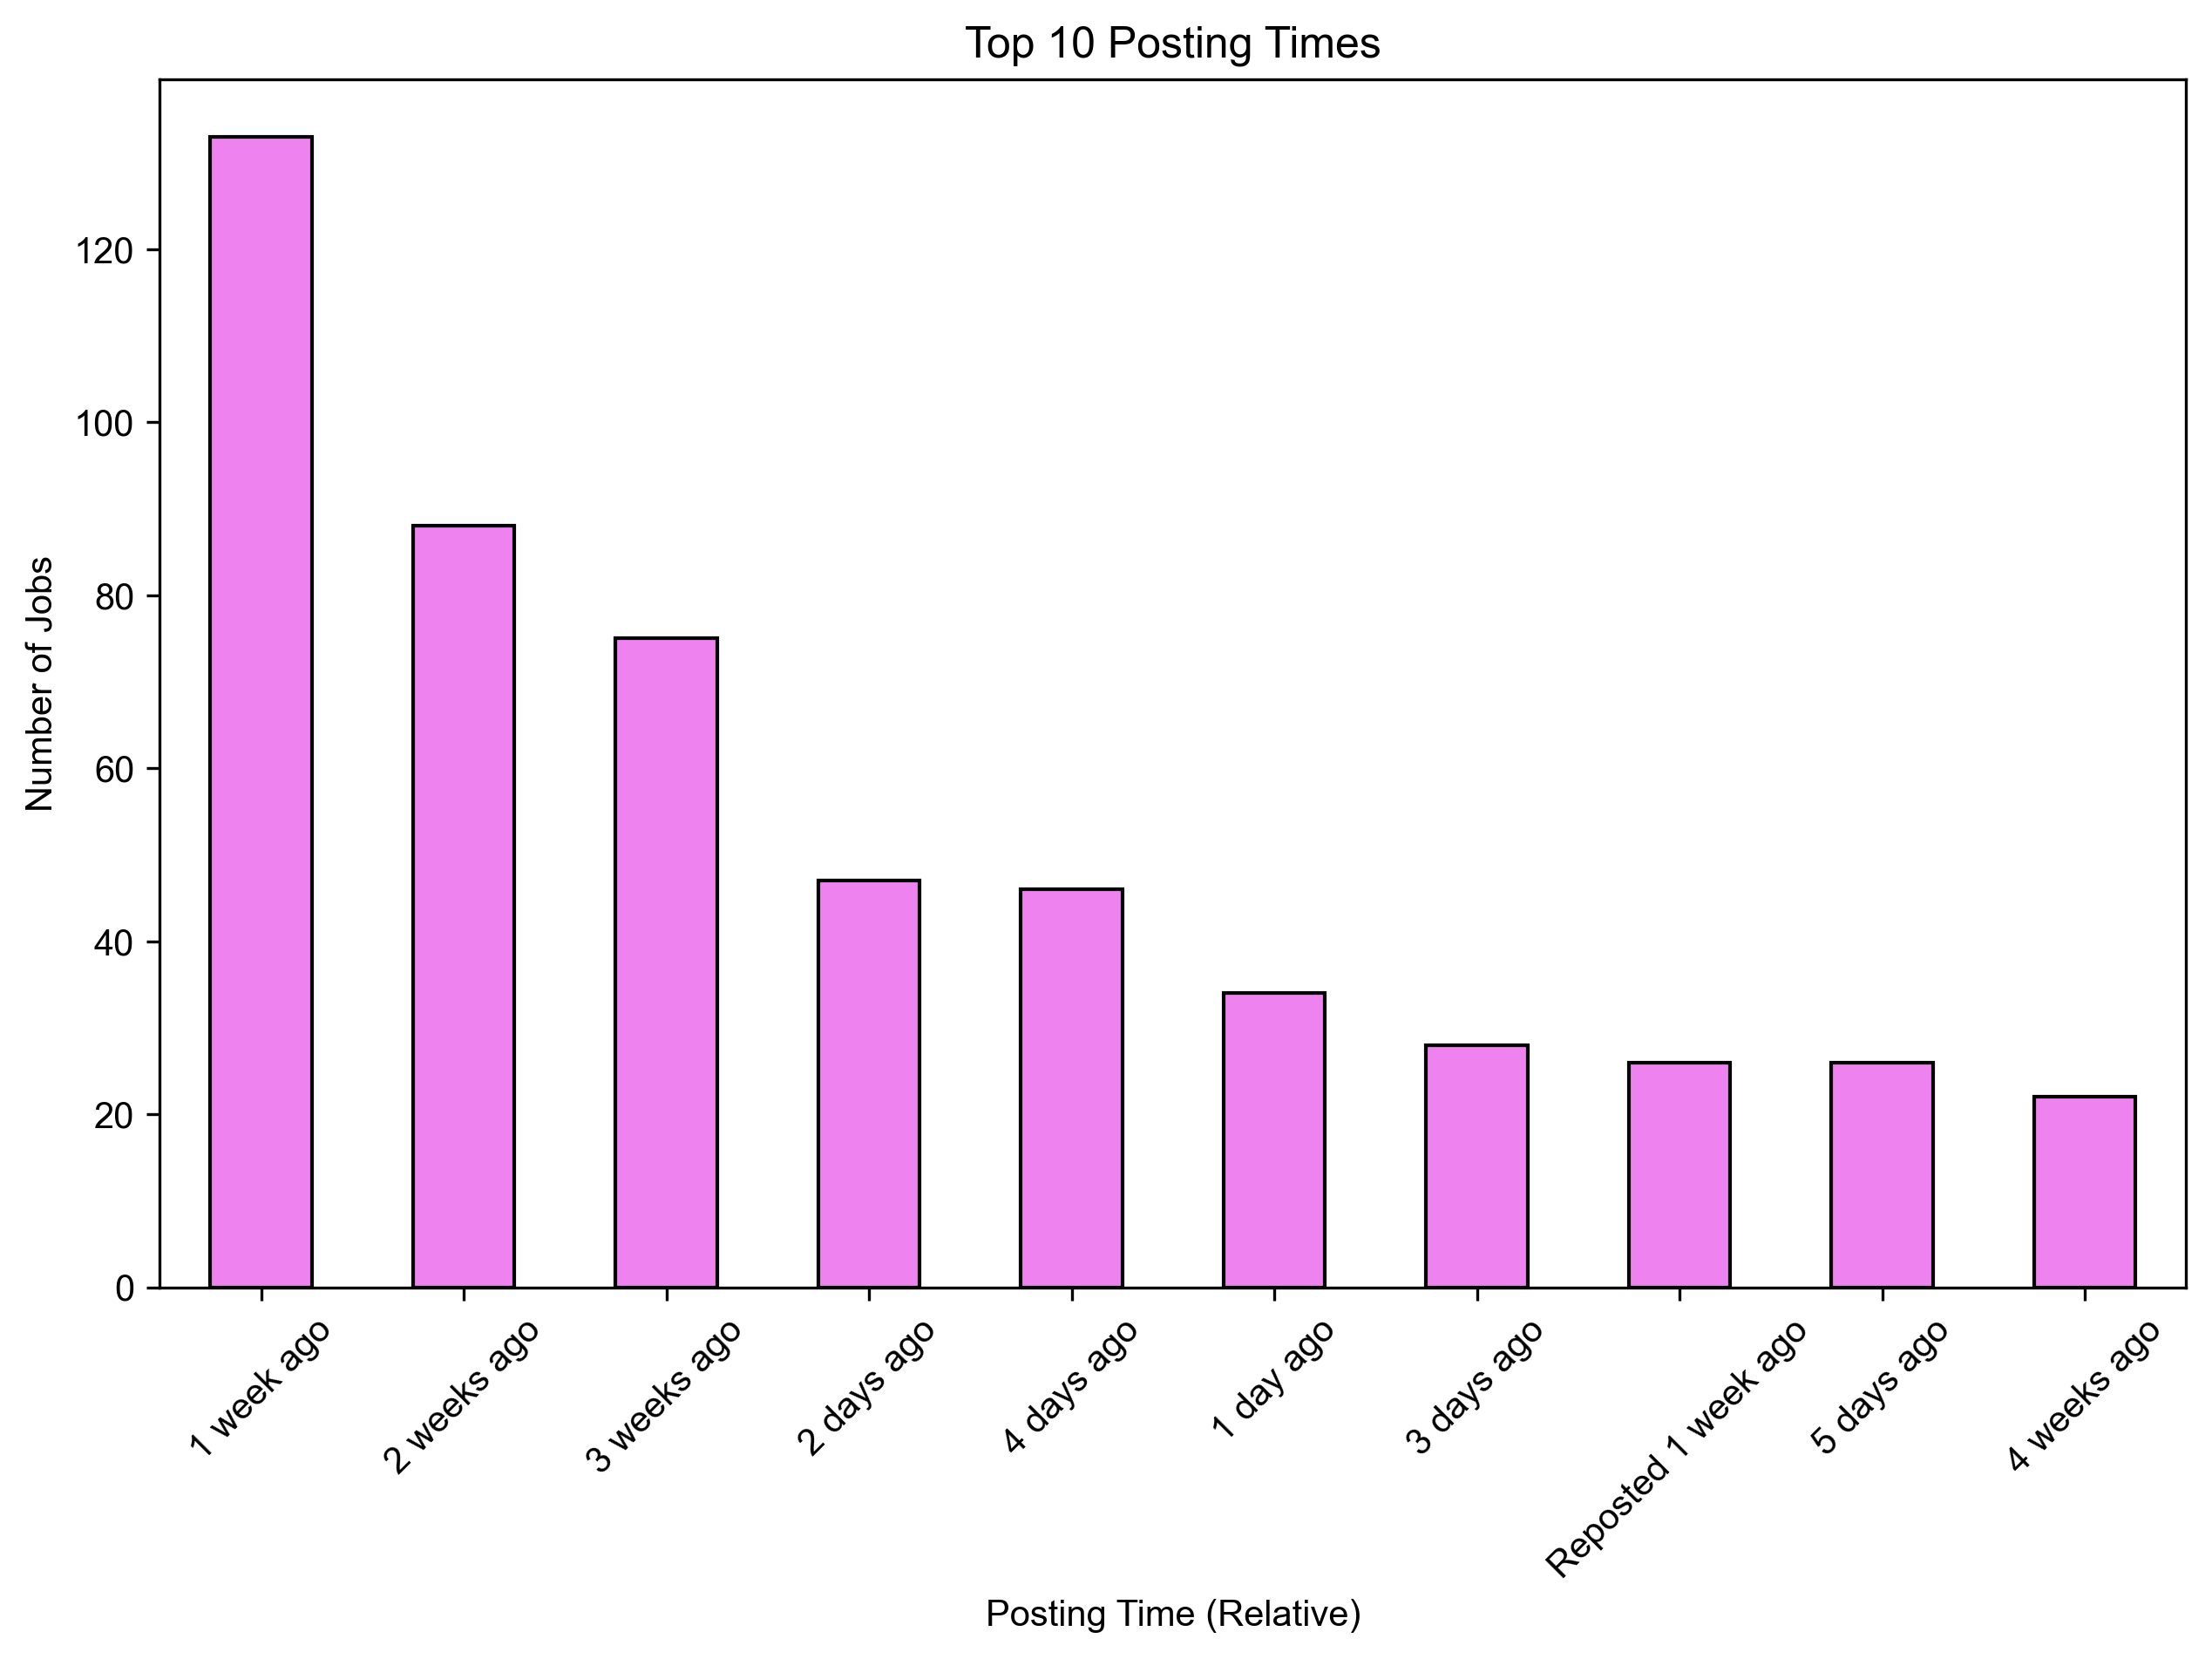 Top 10 Posting Times
Number of Jobs
120
100
80
60
40
20
0
1 week ago
2 weeks ago
3 weeks ago
2 days ago
4 days ago
1 day ago
3 days ago
Reposted 1 week ago
5 days ago
4 weeks ago
Posting Time (Relative)